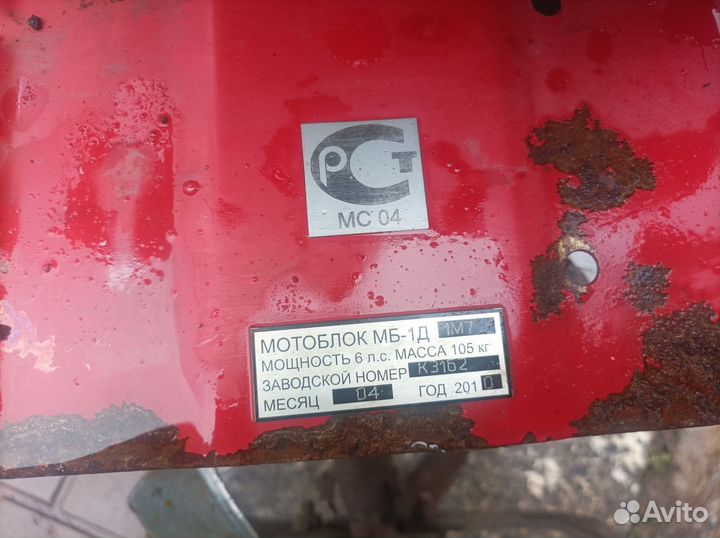 РСТ
МС 04
МОТОБЛОК МБ-1Д 1М7
МОЩНОСТЬ 6 л.с. МАССА 105 кг
ЗАВОДСКОЙ НОМЕР К3162
МЕСЯЦ 04 ГОД 2010
Avito